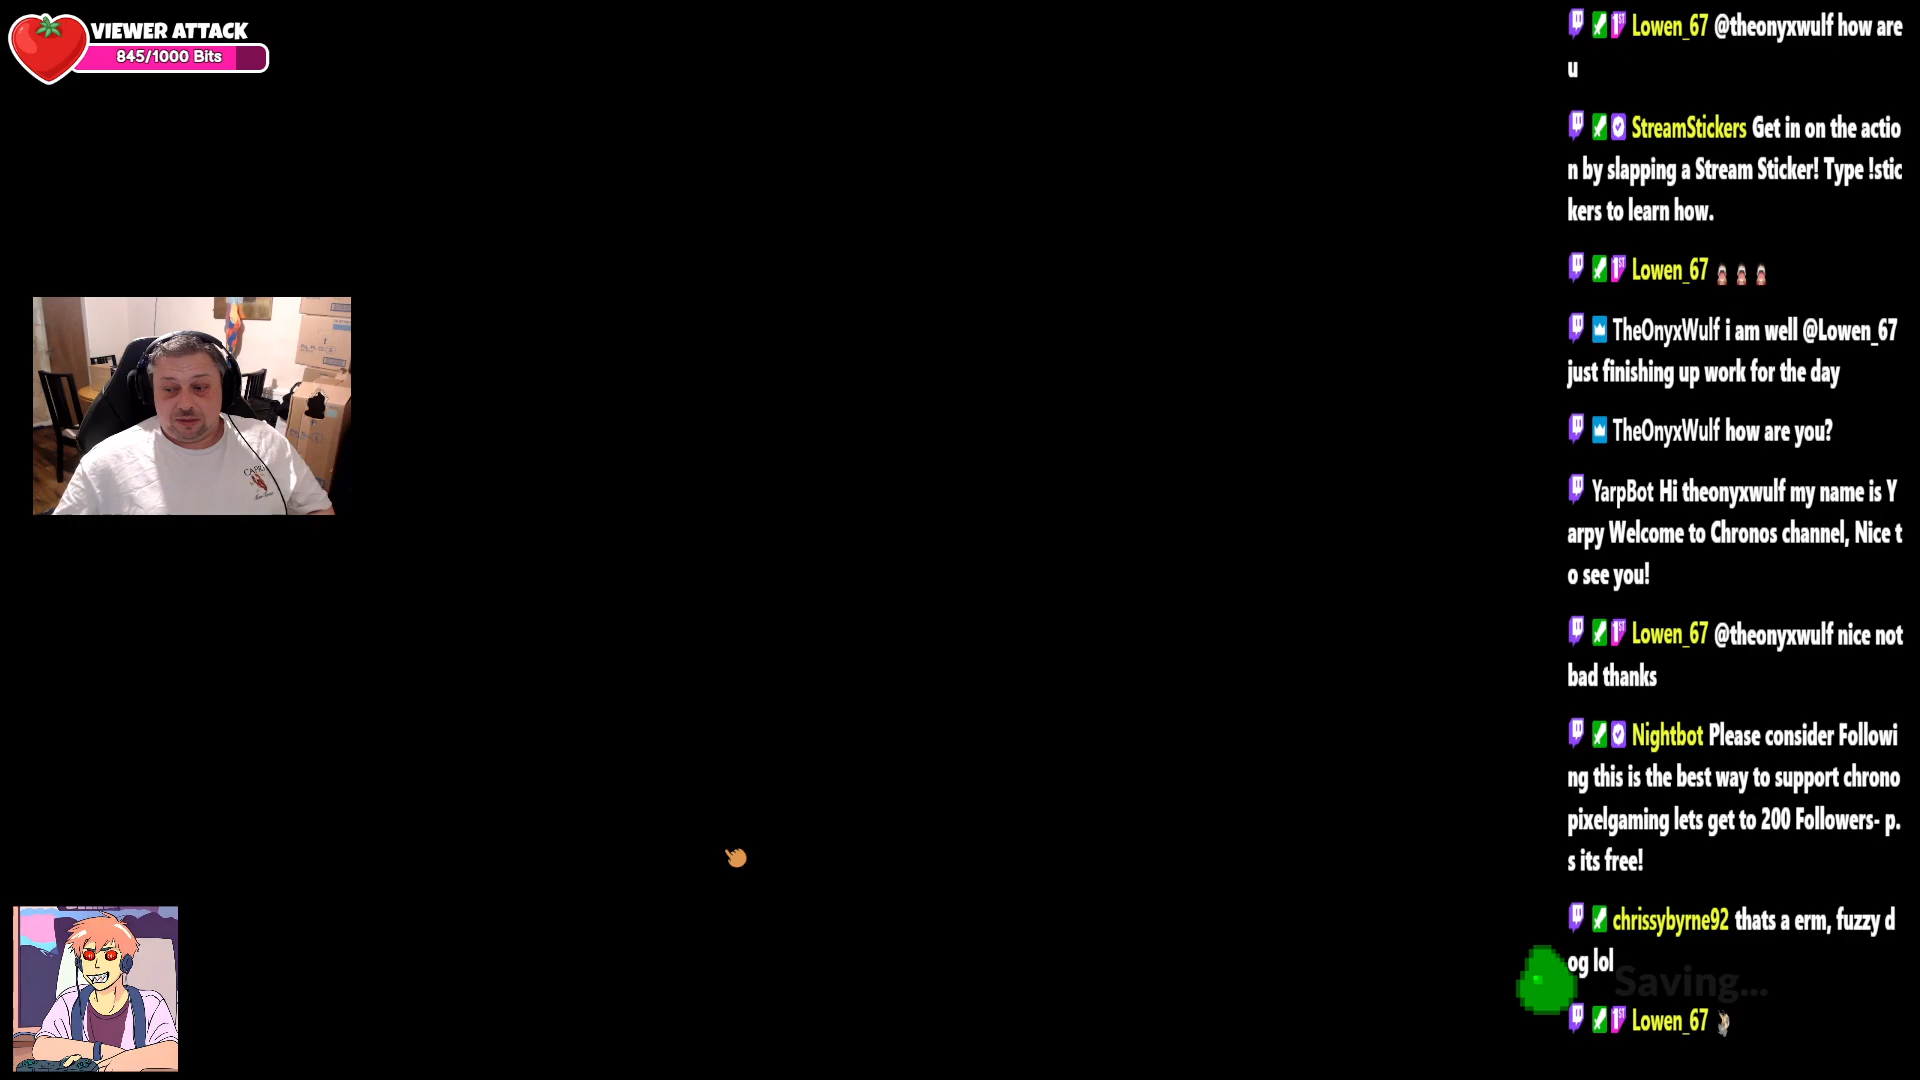 VIEWER ATTACK
845/1000 Bits
Lowen_67 @theonyxwulf how are
u
StreamStickers Get in on the actio
n by slapping a Stream Sticker! Type !stic
kers to learn how.
Lowen_67
TheOnyxWulf i am well @Lowen_67
just finishing up work for the day
TheOnyxWulf how are you?
YarpBot Hi theonyxwulf my name is Y
arpy Welcome to Chronos channel, Nice t
o see you!
Lowen_67 @theonyxwulf nice not
bad thanks
Nightbot Please consider Followi
ng this is the best way to support chrono
pixelgaming lets get to 200 Followers- p.
s its free!
chrissybyrne92 thats a erm, fuzzy d
og lol
Saving...
Lowen_67
CAPRI